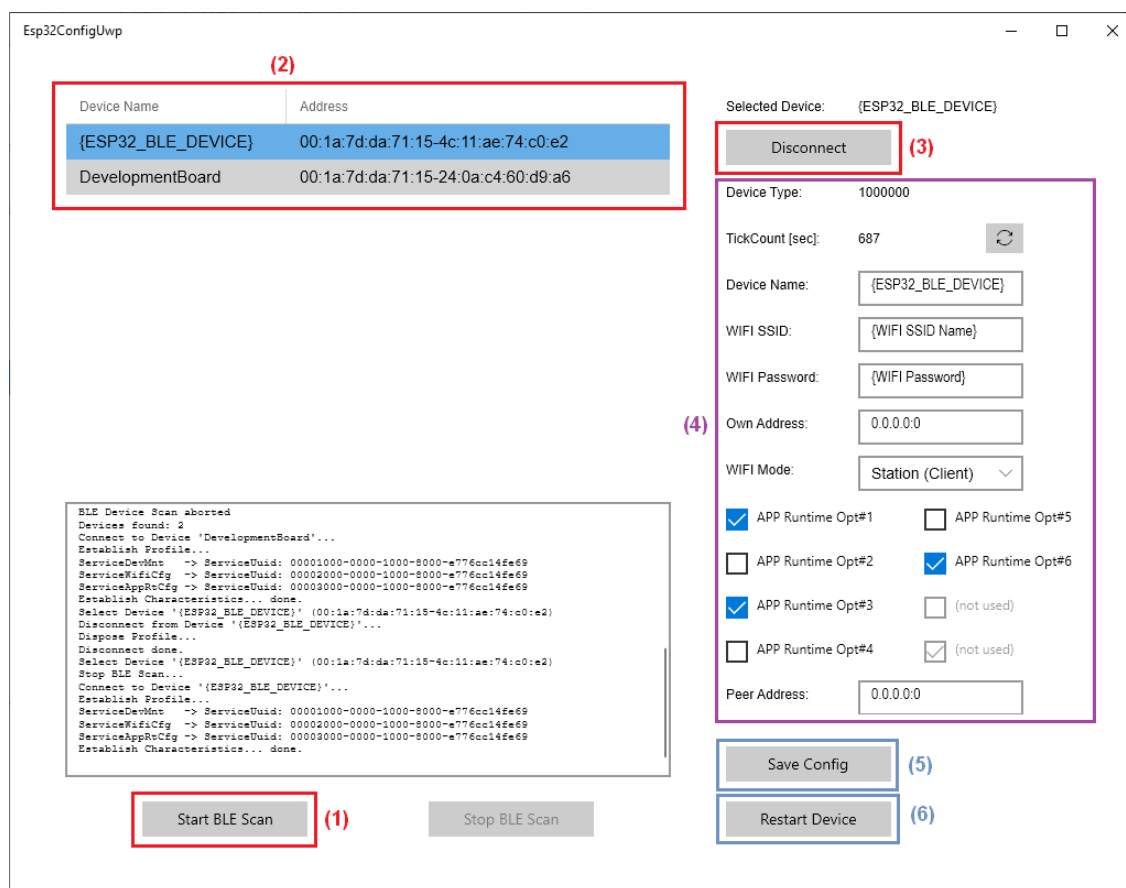 Esp32ConfigUwp
(2)
Device Name Address
{ESP32_BLE_DEVICE} 00:1a:7d:da:71:15-4c:11:ae:74:c0:e2
DevelopmentBoard 00:1a:7d:da:71:15-24:0a:c4:60:d9:a6
BLE Device Scan aborted
Devices found: 2
Connect to Device 'DevelopmentBoard'...
Establish Profile...
ServiceDevMnt -> ServiceUuid: 00001000-0000-1000-8000-e776cc14fe69
ServiceWifiCfg -> ServiceUuid: 00002000-0000-1000-8000-e776cc14fe69
ServiceAppRtCfg -> ServiceUuid: 00003000-0000-1000-8000-e776cc14fe69
Establish Characteristics... done.
Select Device '{ESP32_BLE_DEVICE}' (00:1a:7d:da:71:15-4c:11:ae:74:c0:e2)
Disconnect from Device '{ESP32_BLE_DEVICE}'...
Dispose Profile...
Disconnect done.
Select Device '{ESP32_BLE_DEVICE}' (00:1a:7d:da:71:15-4c:11:ae:74:c0:e2)
Stop BLE Scan...
Connect to Device '{ESP32_BLE_DEVICE}'...
Establish Profile...
ServiceDevMnt -> ServiceUuid: 00001000-0000-1000-8000-e776cc14fe69
ServiceWifiCfg -> ServiceUuid: 00002000-0000-1000-8000-e776cc14fe69
ServiceAppRtCfg -> ServiceUuid: 00003000-0000-1000-8000-e776cc14fe69
Establish Characteristics... done.
Start BLE Scan (1)
Stop BLE Scan
Selected Device: {ESP32_BLE_DEVICE}
Disconnect (3)
Device Type: 1000000
TickCount [sec]: 687
Device Name: {ESP32_BLE_DEVICE}
WIFI SSID: {WIFI SSID Name}
WIFI Password: {WIFI Password}
(4) Own Address: 0.0.0.0:0
WIFI Mode: Station (Client)
APP Runtime Opt#1 APP Runtime Opt#5
APP Runtime Opt#2 APP Runtime Opt#6
APP Runtime Opt#3 (not used)
APP Runtime Opt#4 (not used)
Peer Address: 0.0.0.0:0
Save Config (5)
Restart Device (6)